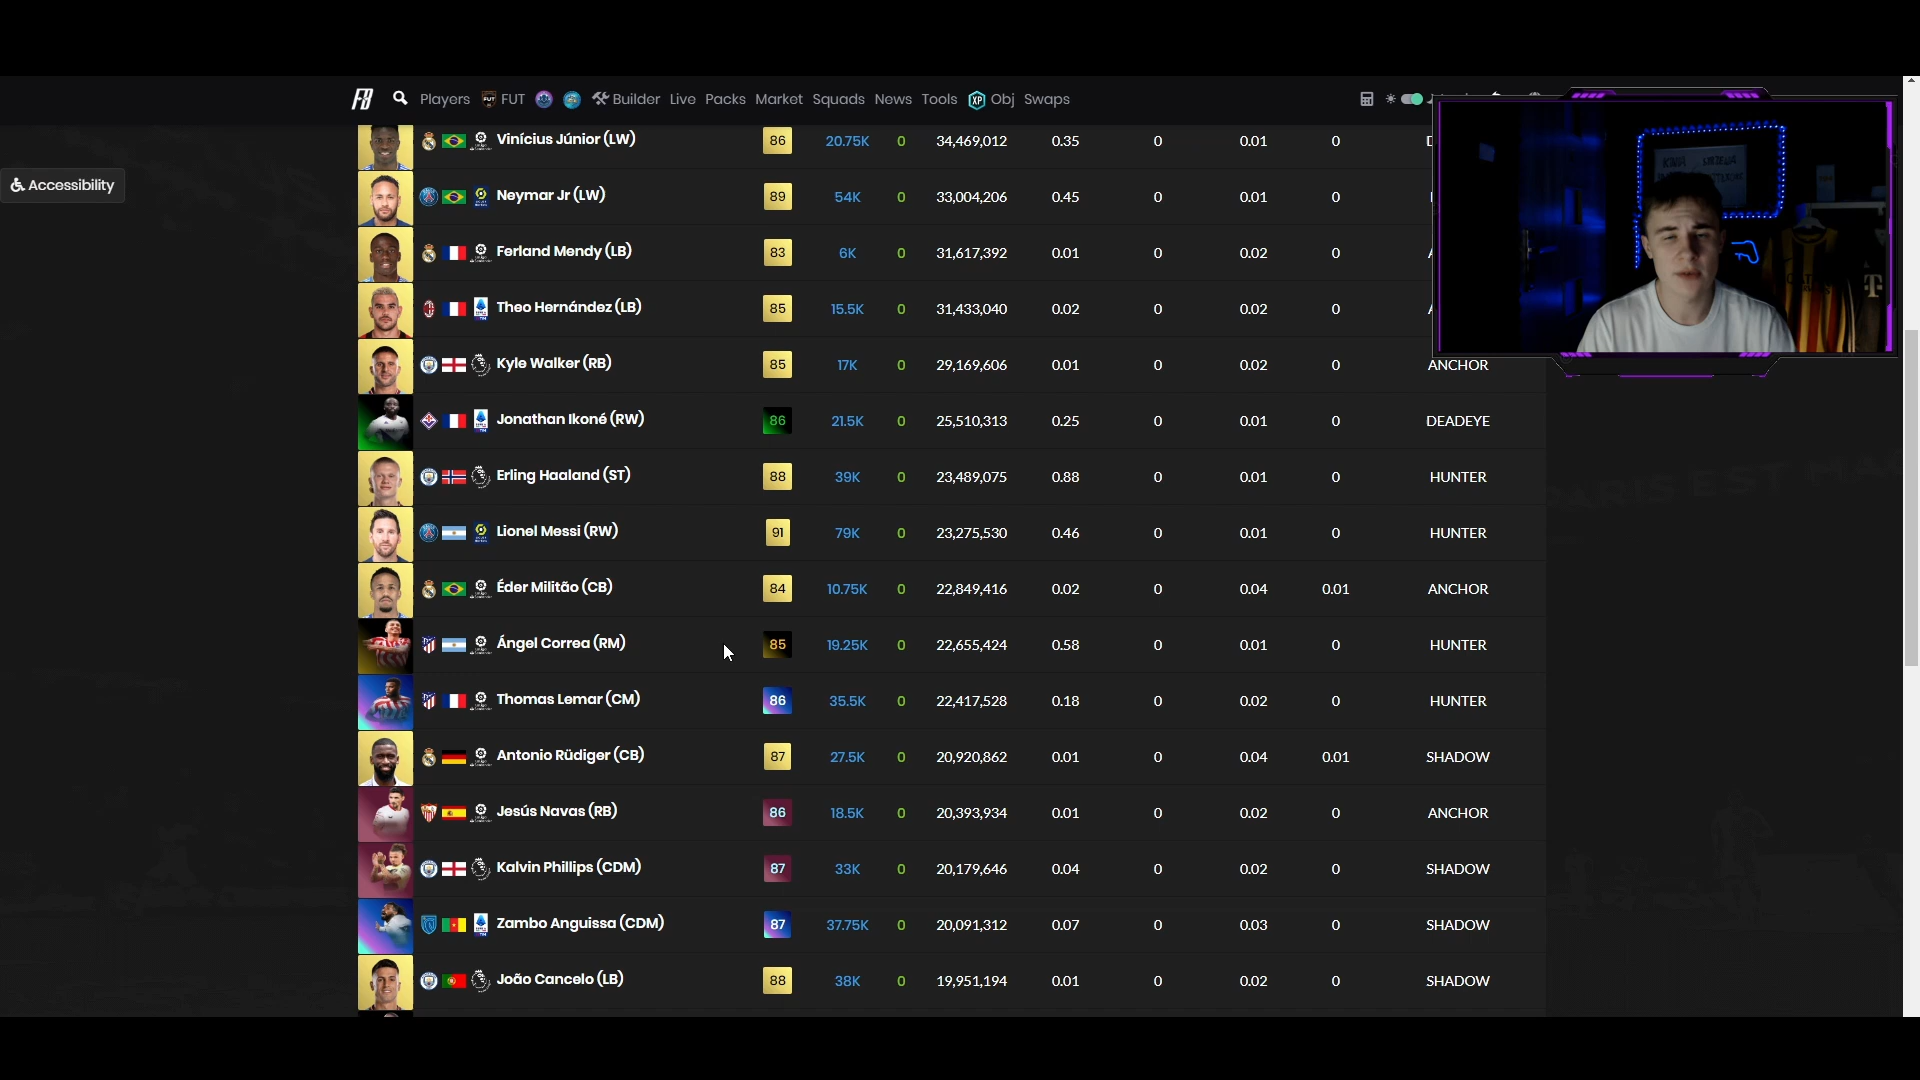 FB Players FUT Builder Live Packs Market Squads News Tools XP Obj Swaps
Accessibility
Vinícius Júnior (LW) 86 20.75K 0 34,469,012 0.35 0 0.01 0
Neymar Jr (LW) 89 54K 0 33,004,206 0.45 0 0.01 0
Ferland Mendy (LB) 83 6K 0 31,617,392 0.01 0 0.02 0
Theo Hernández (LB) 85 15.5K 0 31,433,040 0.02 0 0.02 0
Kyle Walker (RB) 85 17K 0 29,169,606 0.01 0 0.02 0 ANCHOR
Jonathan Ikoné (RW) 86 21.5K 0 25,510,313 0.25 0 0.01 0 DEADEYE
Erling Haaland (ST) 88 39K 0 23,489,075 0.88 0 0.01 0 HUNTER
Lionel Messi (RW) 91 79K 0 23,275,530 0.46 0 0.01 0 HUNTER
Éder Militão (CB) 84 10.75K 0 22,849,416 0.02 0 0.04 0.01 ANCHOR
Ángel Correa (RM) 85 19.25K 0 22,655,424 0.58 0 0.01 0 HUNTER
Thomas Lemar (CM) 86 35.5K 0 22,417,528 0.18 0 0.02 0 HUNTER
Antonio Rüdiger (CB) 87 27.5K 0 20,920,862 0.01 0 0.04 0.01 SHADOW
Jesús Navas (RB) 86 18.5K 0 20,393,934 0.01 0 0.02 0 ANCHOR
Kalvin Phillips (CDM) 87 33K 0 20,179,646 0.04 0 0.02 0 SHADOW
Zambo Anguissa (CDM) 87 37.75K 0 20,091,312 0.07 0 0.03 0 SHADOW
João Cancelo (LB) 88 38K 0 19,951,194 0.01 0 0.02 0 SHADOW